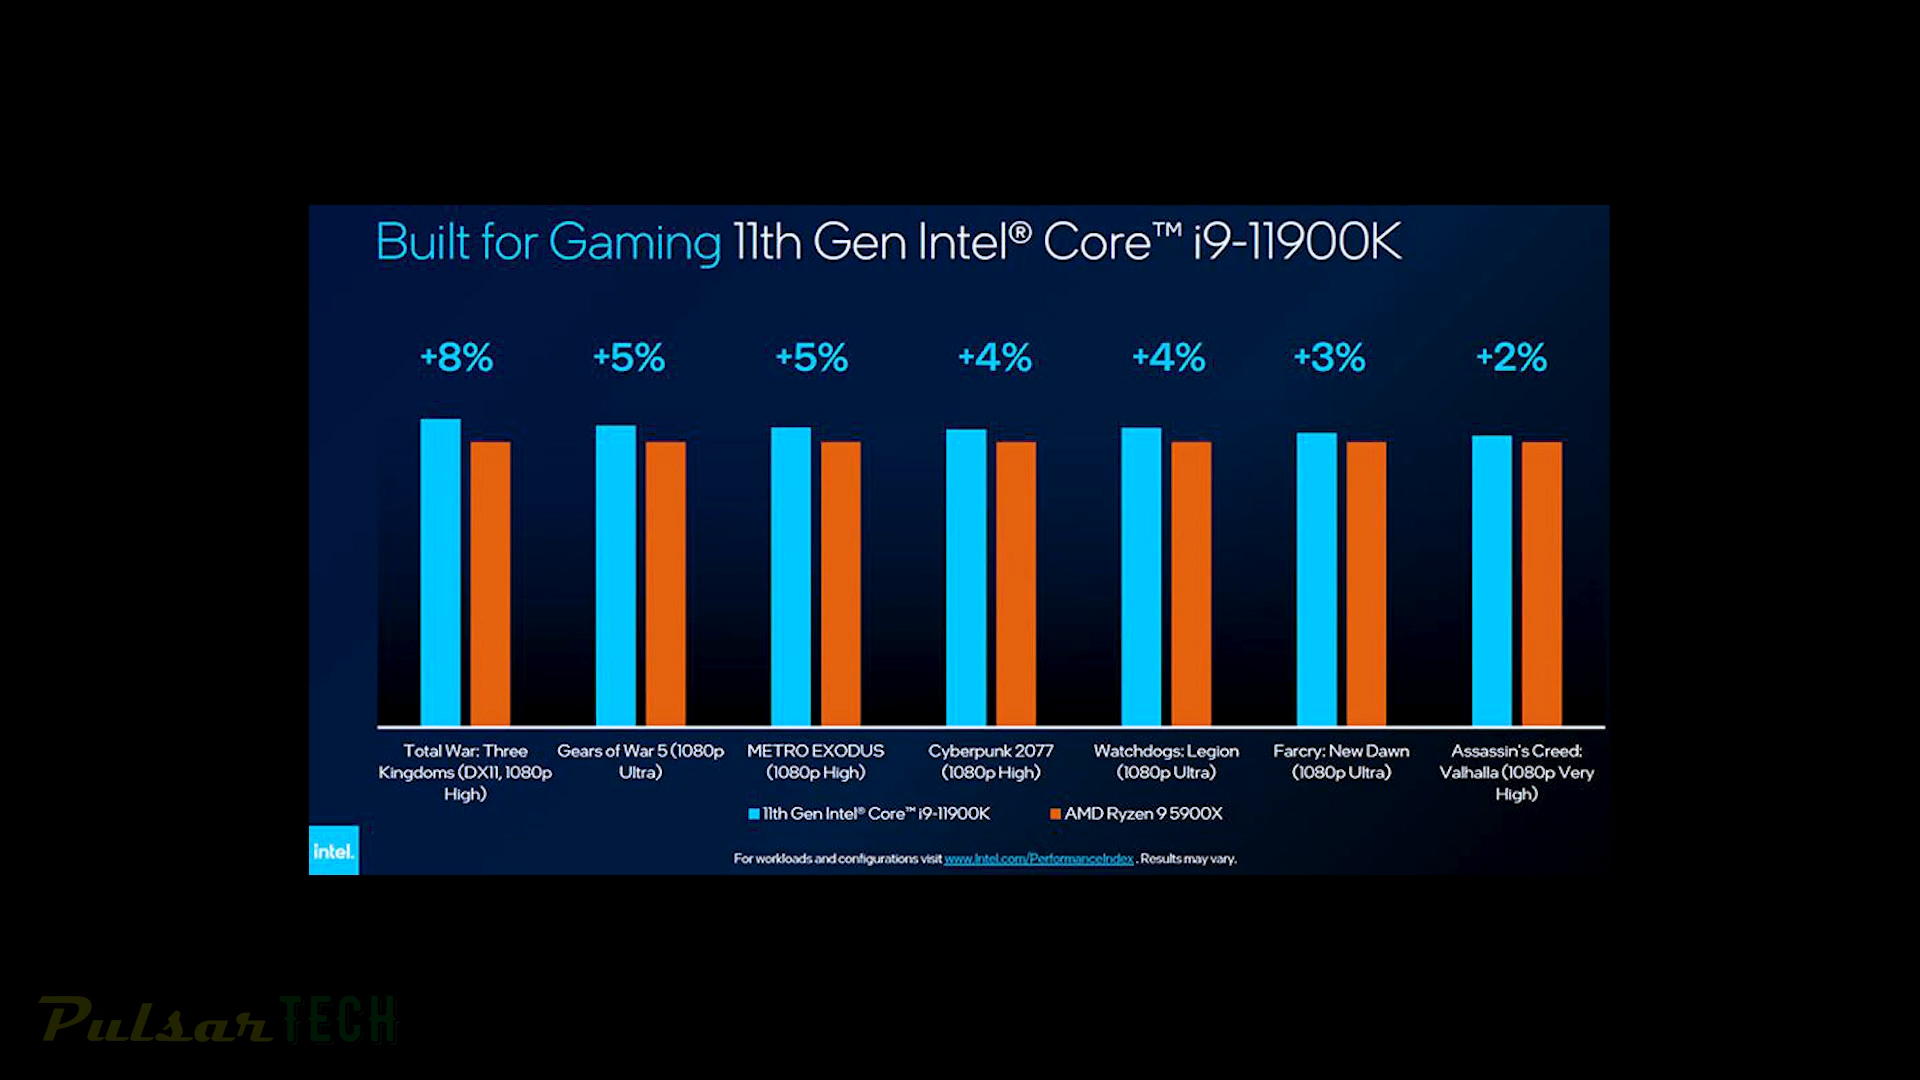 Built for Gaming 11th Gen Intel® Core™ i9-11900K
+8% +5% +5% +4% +4% +3% +2%
Total War: Three
Kingdoms (DX11, 1080p
High)
Gears of War 5 (1080p
Ultra)
METRO EXODUS
(1080p High)
Cyberpunk 2077
(1080p High)
Watchdogs: Legion
(1080p Ultra)
Farcry: New Dawn
(1080p Ultra)
Assassin's Creed:
Valhalla (1080p Very
High)
11th Gen Intel® Core™ i9-11900K
AMD Ryzen 9 5900X
intel.
For workloads and configurations visit www.Intel.com/PerformanceIndex . Results may vary.
Pulsar TECH